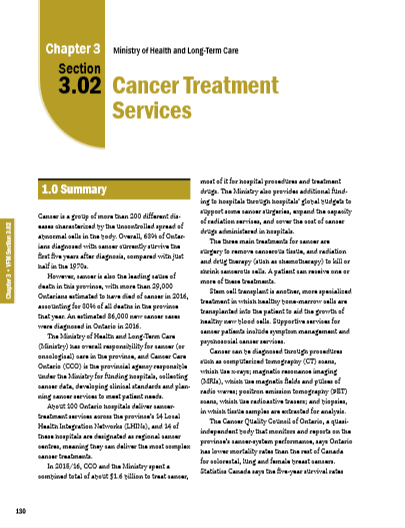 Chapter 3
Section
3.02
Ministry of Health and Long-Term Care
Cancer Treatment
Services
Chapter 3 • VFM Section 3.02
1.0 Summary
Cancer is a group of more than 200 different dis-
eases characterized by the uncontrolled spread of
abnormal cells in the body. Overall, 63% of Ontar-
ians diagnosed with cancer currently survive the
first five years after diagnosis, compared with just
half in the 1970s.
However, cancer is also the leading cause of
death in this province, with more than 29,000
Ontarians estimated to have died of cancer in 2016,
accounting for 30% of all deaths in the province
that year. An estimated 86,000 new cancer cases
were diagnosed in Ontario in 2016.
The Ministry of Health and Long-Term Care
(Ministry) has overall responsibility for cancer (or
oncological) care in the province, and Cancer Care
Ontario (CCO) is the provincial agency responsible
under the Ministry for funding hospitals, collecting
cancer data, developing clinical standards and plan-
ning cancer services to meet patient needs.
About 100 Ontario hospitals deliver cancer-
treatment services across the province's 14 Local
Health Integration Networks (LHINs), and 14 of
these hospitals are designated as regional cancer
centres, meaning they can deliver the most complex
cancer treatments.
In 2015/16, CCO and the Ministry spent a
combined total of about $1.6 billion to treat cancer,
most of it for hospital procedures and treatment
drugs. The Ministry also provides additional fund-
ing to hospitals through hospitals' global budgets to
support some cancer surgeries, expand the capacity
of radiation services, and cover the cost of cancer
drugs administered in hospitals.
The three main treatments for cancer are
surgery to remove cancerous tissue, and radiation
and drug therapy (such as chemotherapy) to kill or
shrink cancerous cells. A patient can receive one or
more of these treatments.
Stem cell transplant is another, more specialized
treatment in which healthy bone-marrow cells are
transplanted into the patient to aid the growth of
healthy new blood cells. Supportive services for
cancer patients include symptom management and
psychosocial cancer services.
Cancer can be diagnosed through procedures
such as computerized tomography (CT) scans,
which use x-rays; magnetic resonance imaging
(MRIs), which use magnetic fields and pulses of
radio waves; positron emission tomography (PET)
scans, which use radioactive tracers; and biopsies,
in which tissue samples are extracted for analysis.
The Cancer Quality Council of Ontario, a quasi-
independent body that monitors and reports on the
province's cancer-system performance, says Ontario
has lower mortality rates than the rest of Canada
for colorectal, lung and female breast cancers.
Statistics Canada says the five-year survival rates
130